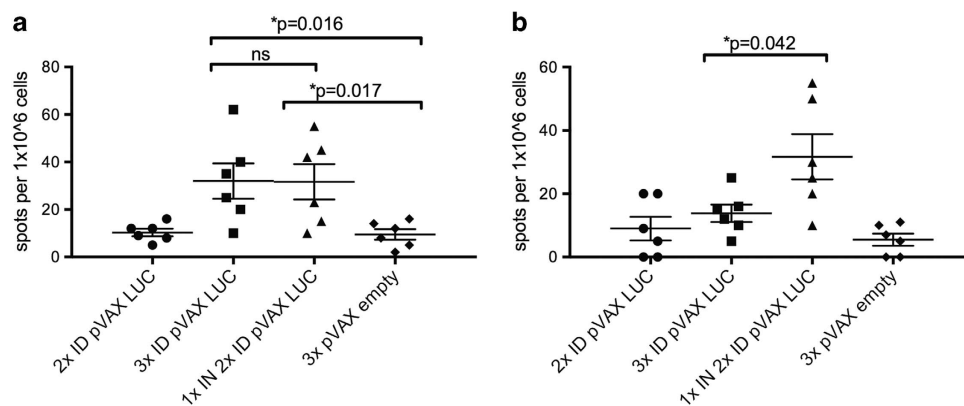 a
*p=0.016
ns
*p=0.017
spots per 1x10^6 cells
80
60
40
20
0
2x ID pVAX LUC
3x ID pVAX LUC
1x IN 2x ID pVAX LUC
3x pVAX empty
b
*p=0.042
spots per 1x10^6 cells
60
40
20
0
2x ID pVAX LUC
3x ID pVAX LUC
1x IN 2x ID pVAX LUC
3x pVAX empty